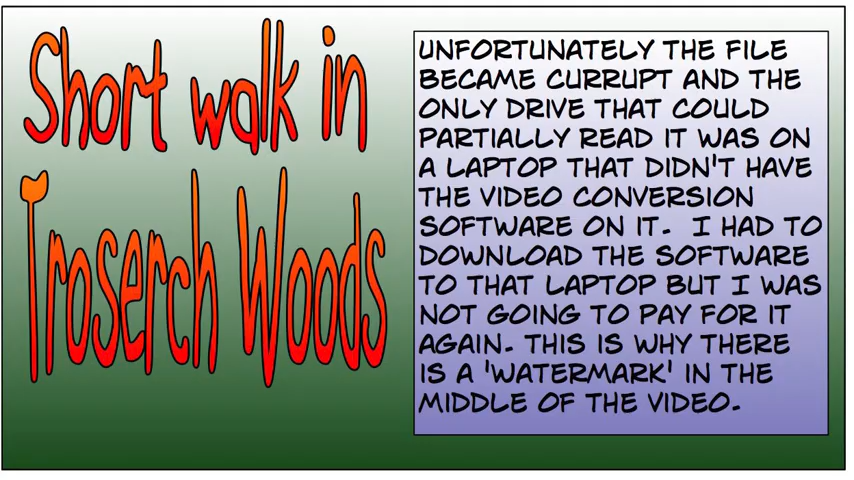 Short walk in
Troserch Woods
UNFORTUNATELY THE FILE
BECAME CURRUPT AND THE
ONLY DRIVE THAT COULD
PARTIALLY READ IT WAS ON
A LAPTOP THAT DIDN'T HAVE
THE VIDEO CONVERSION
SOFTWARE ON IT. I HAD TO
DOWNLOAD THE SOFTWARE
TO THAT LAPTOP BUT I WAS
NOT GOING TO PAY FOR IT
AGAIN. THIS IS WHY THERE
IS A 'WATERMARK' IN THE
MIDDLE OF THE VIDEO.